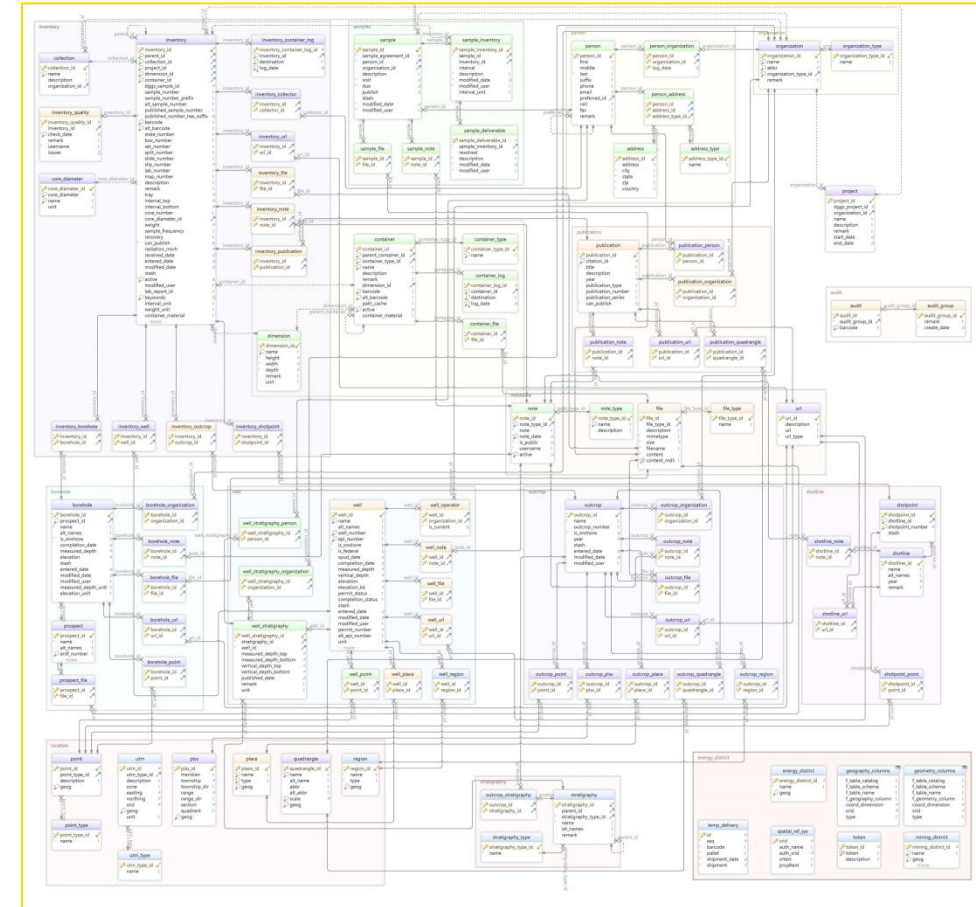 inventory
collection
collection_id
name
description
organization_id
inventory_quality
inventory_quality_id
inventory_id
check_date
remark
username
issues
core_diameter
core_diameter_id
core_diameter
name
unit
inventory
inventory_id
parent_id
collection_id
project_id
dimension_id
container_id
dggs_sample_id
sample_number
sample_number_prefix
alt_sample_number
published_sample_number
published_number_has_suffix
barcode
alt_barcode
state_number
box_number
set_number
split_number
slide_number
slip_number
lab_number
map_number
description
remark
tray
interval_top
interval_bottom
core_number
core_diameter_id
weight
sample_frequency
recovery
can_publish
radiation_msvh
received_date
entered_date
modified_date
stash
active
modified_user
lab_report_id
keywords
interval_unit
weight_unit
container_material
inventory_container_log
inventory_container_log_id
inventory_id
destination
log_date
inventory_collector
inventory_id
collector_id
inventory_url
inventory_id
url_id
inventory_file
inventory_id
file_id
inventory_note
inventory_id
note_id
inventory_publication
inventory_id
publication_id
samples
sample
sample_id
sample_agreement_id
person_id
organization_id
description
visit
due
publish
stash
modified_date
modified_user
sample_inventory
sample_id
sample_inventory_id
inventory_id
interval
description
modified_date
modified_user
interval_unit
sample_file
sample_id
file_id
sample_note
sample_id
note_id
sample_deliverable
sample_deliverable_id
sample_inventory_id
resolved
description
modified_date
modified_user
container
container_id
parent_container_id
container_type_id
name
description
remark
dimension_id
barcode
alt_barcode
path_cache
active
container_material
container_type
container_type_id
name
container_log
container_log_id
container_id
destination
log_date
container_file
container_id
file_id
dimension
dimension_id
name
height
width
depth
remark
unit
person
person
person_id
first
middle
last
suffix
phone
email
preferred_id
cell
fax
remark
person_organization
person_id
organization_id
log_date
person_address
person_id
address_id
address_type_id
address
address_id
address
city
state
zip
country
address_type
address_type_id
name
organization
organization_id
name
abbr
organization_type_id
remark
organization_type
organization_type_id
name
project
project_id
dggs_project_id
organization_id
name
description
remark
start_date
end_date
publication
publication
publication_id
citation_id
title
description
year
publication_type
publication_number
publication_series
can_publish
publication_person
publication_id
person_id
publication_organization
publication_id
organization_id
publication_note
publication_id
note_id
publication_url
publication_id
url_id
publication_quadrangle
publication_id
quadrangle_id
audit
audit
audit_id
audit_group_id
barcode
audit_group
audit_group_id
remark
create_date
inventory_borehole
inventory_id
borehole_id
inventory_well
inventory_id
well_id
inventory_outcrop
inventory_id
outcrop_id
inventory_shotpoint
inventory_id
shotpoint_id
note
note_id
note_type_id
note
note_date
is_public
username
active
note_type
note_type_id
name
description
file
file_id
file_type_id
description
mimetype
size
filename
content
content_md5
file_type
file_type_id
name
url
url_id
description
url
url_type
borehole
borehole
borehole_id
prospect_id
name
alt_names
is_onshore
completion_date
measured_depth
elevation
stash
entered_date
modified_date
modified_user
measured_depth_unit
elevation_unit
borehole_organization
borehole_id
organization_id
borehole_note
borehole_id
note_id
borehole_file
borehole_id
file_id
borehole_url
borehole_id
url_id
borehole_point
borehole_id
point_id
prospect
prospect_id
name
alt_names
ardf_number
prospect_file
prospect_id
file_id
well
well_stratigraphy_person
well_stratigraphy_id
person_id
well_stratigraphy_organization
well_stratigraphy_id
organization_id
well_stratigraphy
well_stratigraphy_id
stratigraphy_id
well_id
measured_depth_top
measured_depth_bottom
vertical_depth_top
vertical_depth_bottom
published_date
remark
unit
well
well_id
name
alt_names
well_number
api_number
is_onshore
is_federal
spud_date
completion_date
measured_depth
vertical_depth
elevation
elevation_kb
permit_status
completion_status
stash
entered_date
modified_date
modified_user
permit_number
alt_api_number
unit
well_operator
well_id
organization_id
is_current
well_note
well_id
note_id
well_file
well_id
file_id
well_url
well_id
url_id
well_point
well_id
point_id
well_place
well_id
place_id
well_region
well_id
region_id
outcrop
outcrop
outcrop_id
name
outcrop_number
is_onshore
year
stash
entered_date
modified_date
modified_user
outcrop_organization
outcrop_id
organization_id
outcrop_note
outcrop_id
note_id
outcrop_file
outcrop_id
file_id
outcrop_url
outcrop_id
url_id
outcrop_point
outcrop_id
point_id
outcrop_plss
outcrop_id
plss_id
outcrop_place
outcrop_id
place_id
outcrop_quadrangle
outcrop_id
quadrangle_id
outcrop_region
outcrop_id
region_id
shotline
shotpoint
shotpoint_id
shotline_id
shotpoint_number
stash
shotline_note
shotline_id
note_id
shotline
shotline_id
name
alt_names
year
remark
shotline_url
shotline_id
url_id
shotpoint_point
shotpoint_id
point_id
location
point
point_id
point_type_id
description
geog
point_type
point_type_id
name
utm
utm_id
utm_type_id
description
zone
easting
northing
srid
geog
unit
utm_type
utm_type_id
name
plss
plss_id
meridian
township
township_dir
range
range_dir
section
quadrant
geog
place
place_id
name
type
geog
quadrangle
quadrangle_id
name
alt_name
abbr
alt_abbr
scale
geog
region
region_id
name
type
geog
stratigraphy
outcrop_stratigraphy
outcrop_id
stratigraphy_id
stratigraphy_type
stratigraphy_type_id
name
stratigraphy
stratigraphy_id
parent_id
stratigraphy_type_id
name
alt_names
remark
energy_district
energy_district
energy_district_id
name
geog
geography_columns
f_table_catalog
f_table_schema
f_table_name
f_geography_column
coord_dimension
srid
type
geometry_columns
f_table_catalog
f_table_schema
f_table_name
f_geometry_column
coord_dimension
srid
type
temp_delivery
id
seq
barcode
pallet
shipment_date
shipment
spatial_ref_sys
srid
auth_name
auth_srid
srtext
proj4text
token
token_id
token
description
mining_district
mining_district_id
name
geog